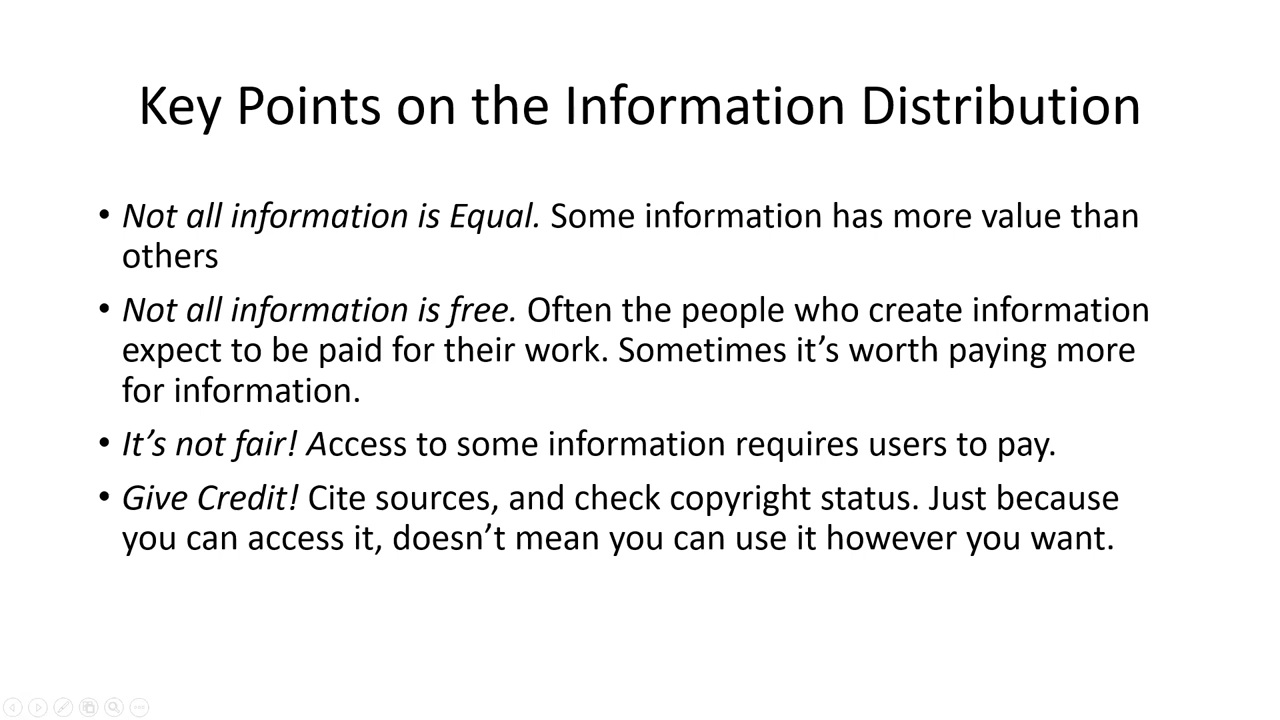 Key Points on the Information Distribution
• Not all information is Equal. Some information has more value than
others
• Not all information is free. Often the people who create information
expect to be paid for their work. Sometimes it’s worth paying more
for information.
• It’s not fair! Access to some information requires users to pay.
• Give Credit! Cite sources, and check copyright status. Just because
you can access it, doesn’t mean you can use it however you want.